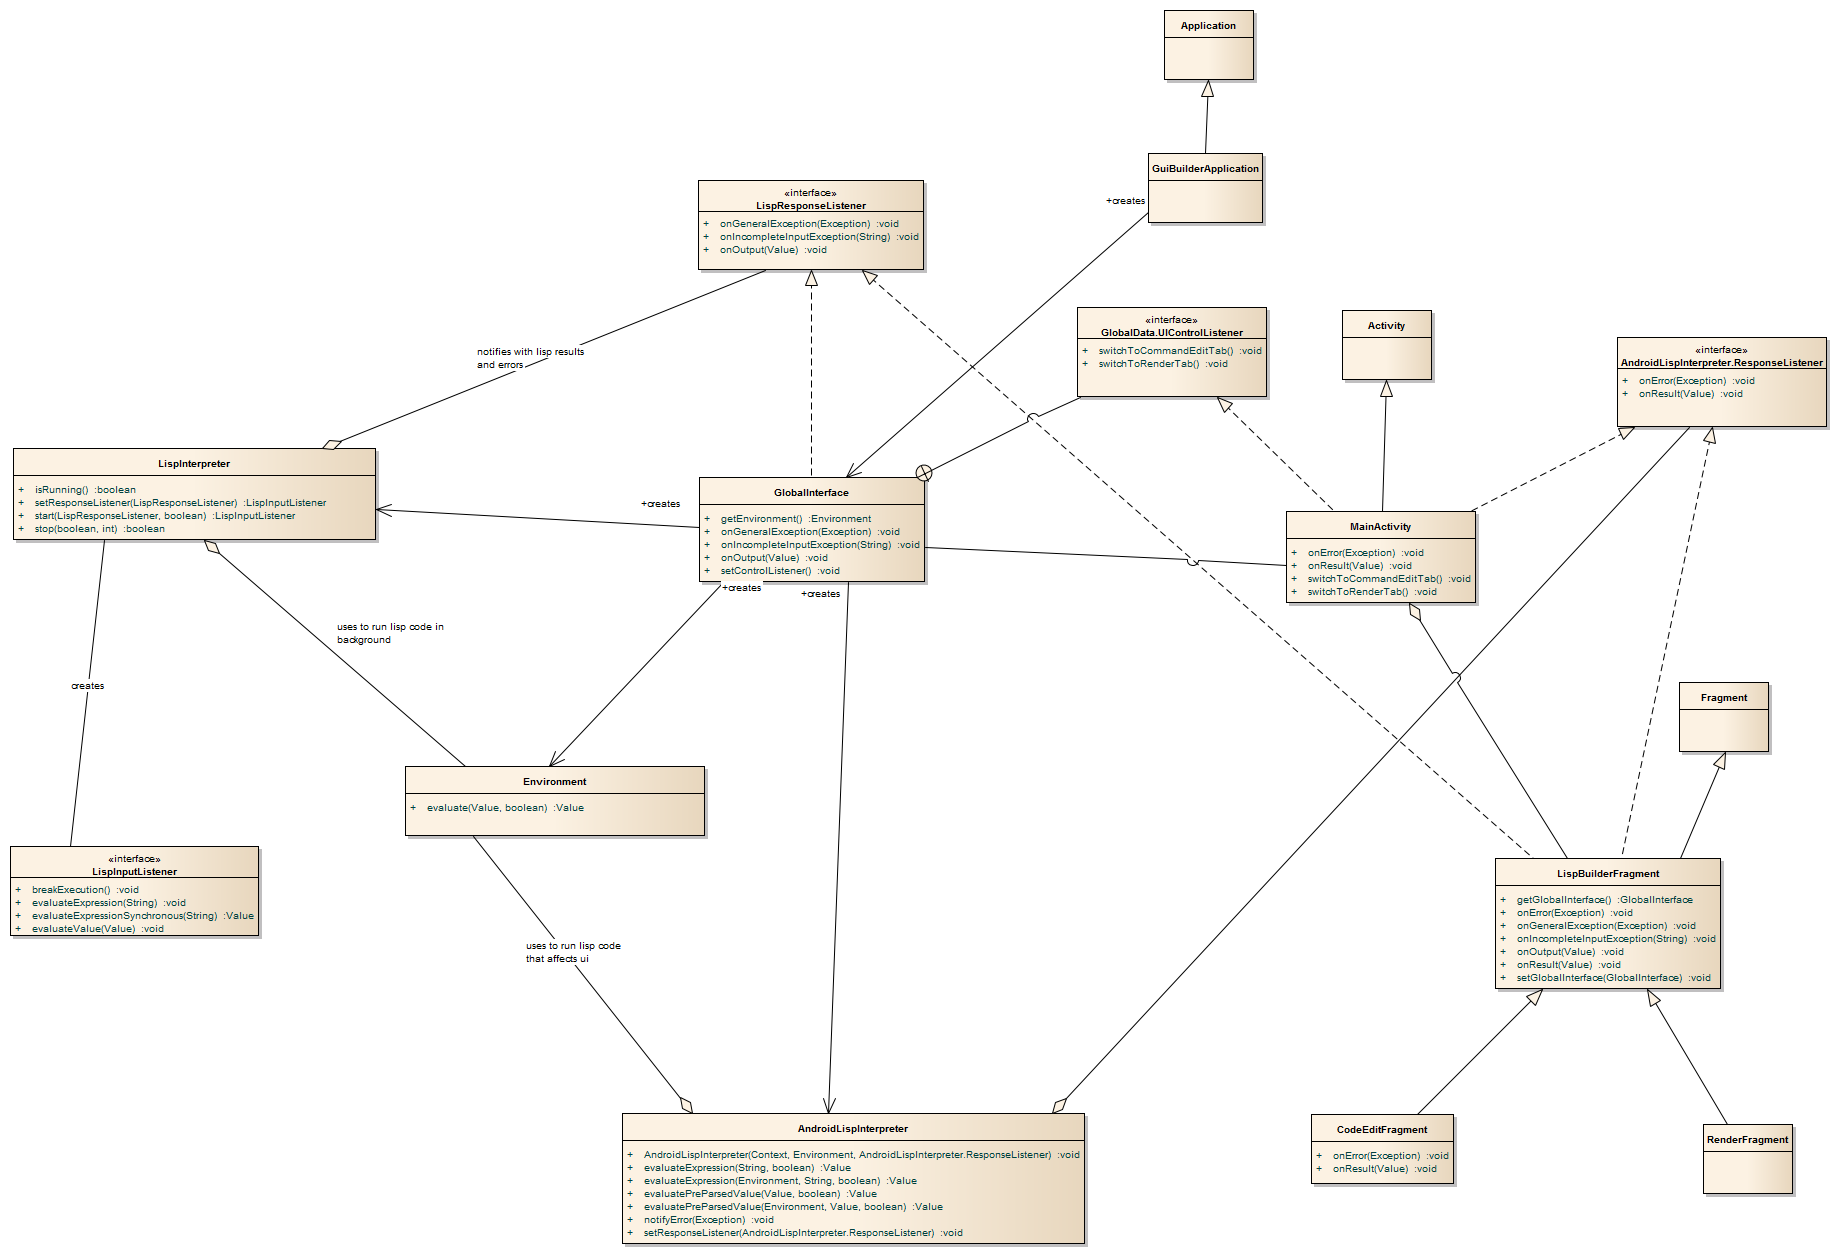 Application
GuiBuilderApplication
+creates
«interface»
LispResponseListener
+ onGeneralException(Exception) :void
+ onIncompleteInputException(String) :void
+ onOutput(Value) :void
«interface»
GlobalData.UIControlListener
+ switchToCommandEditTab() :void
+ switchToRenderTab() :void
Activity
«interface»
AndroidLispInterpreter.ResponseListener
+ onError(Exception) :void
+ onResult(Value) :void
notifies with lisp results
and errors
LispInterpreter
+ isRunning() :boolean
+ setResponseListener(LispResponseListener) :LispInputListener
+ start(LispResponseListener, boolean) :LispInputListener
+ stop(boolean, int) :boolean
+creates
GlobalInterface
+ getEnvironment() :Environment
+ onGeneralException(Exception) :void
+ onIncompleteInputException(String) :void
+ onOutput(Value) :void
+ setControlListener() :void
+creates
+creates
MainActivity
+ onError(Exception) :void
+ onResult(Value) :void
+ switchToCommandEditTab() :void
+ switchToRenderTab() :void
uses to run lisp code in
background
creates
Fragment
Environment
+ evaluate(Value, boolean) :Value
«interface»
LispInputListener
+ breakExecution() :void
+ evaluateExpression(String) :void
+ evaluateExpressionSynchronous(String) :Value
+ evaluateValue(Value) :void
LispBuilderFragment
+ getGlobalInterface() :GlobalInterface
+ onError(Exception) :void
+ onGeneralException(Exception) :void
+ onIncompleteInputException(String) :void
+ onOutput(Value) :void
+ onResult(Value) :void
+ setGlobalInterface(GlobalInterface) :void
uses to run lisp code
that affects ui
AndroidLispInterpreter
+ AndroidLispInterpreter(Context, Environment, AndroidLispInterpreter.ResponseListener) :void
+ evaluateExpression(String, boolean) :Value
+ evaluateExpression(Environment, String, boolean) :Value
+ evaluatePreParsedValue(Value, boolean) :Value
+ evaluatePreParsedValue(Environment, Value, boolean) :Value
+ notifyError(Exception) :void
+ setResponseListener(AndroidLispInterpreter.ResponseListener) :void
CodeEditFragment
+ onError(Exception) :void
+ onResult(Value) :void
RenderFragment